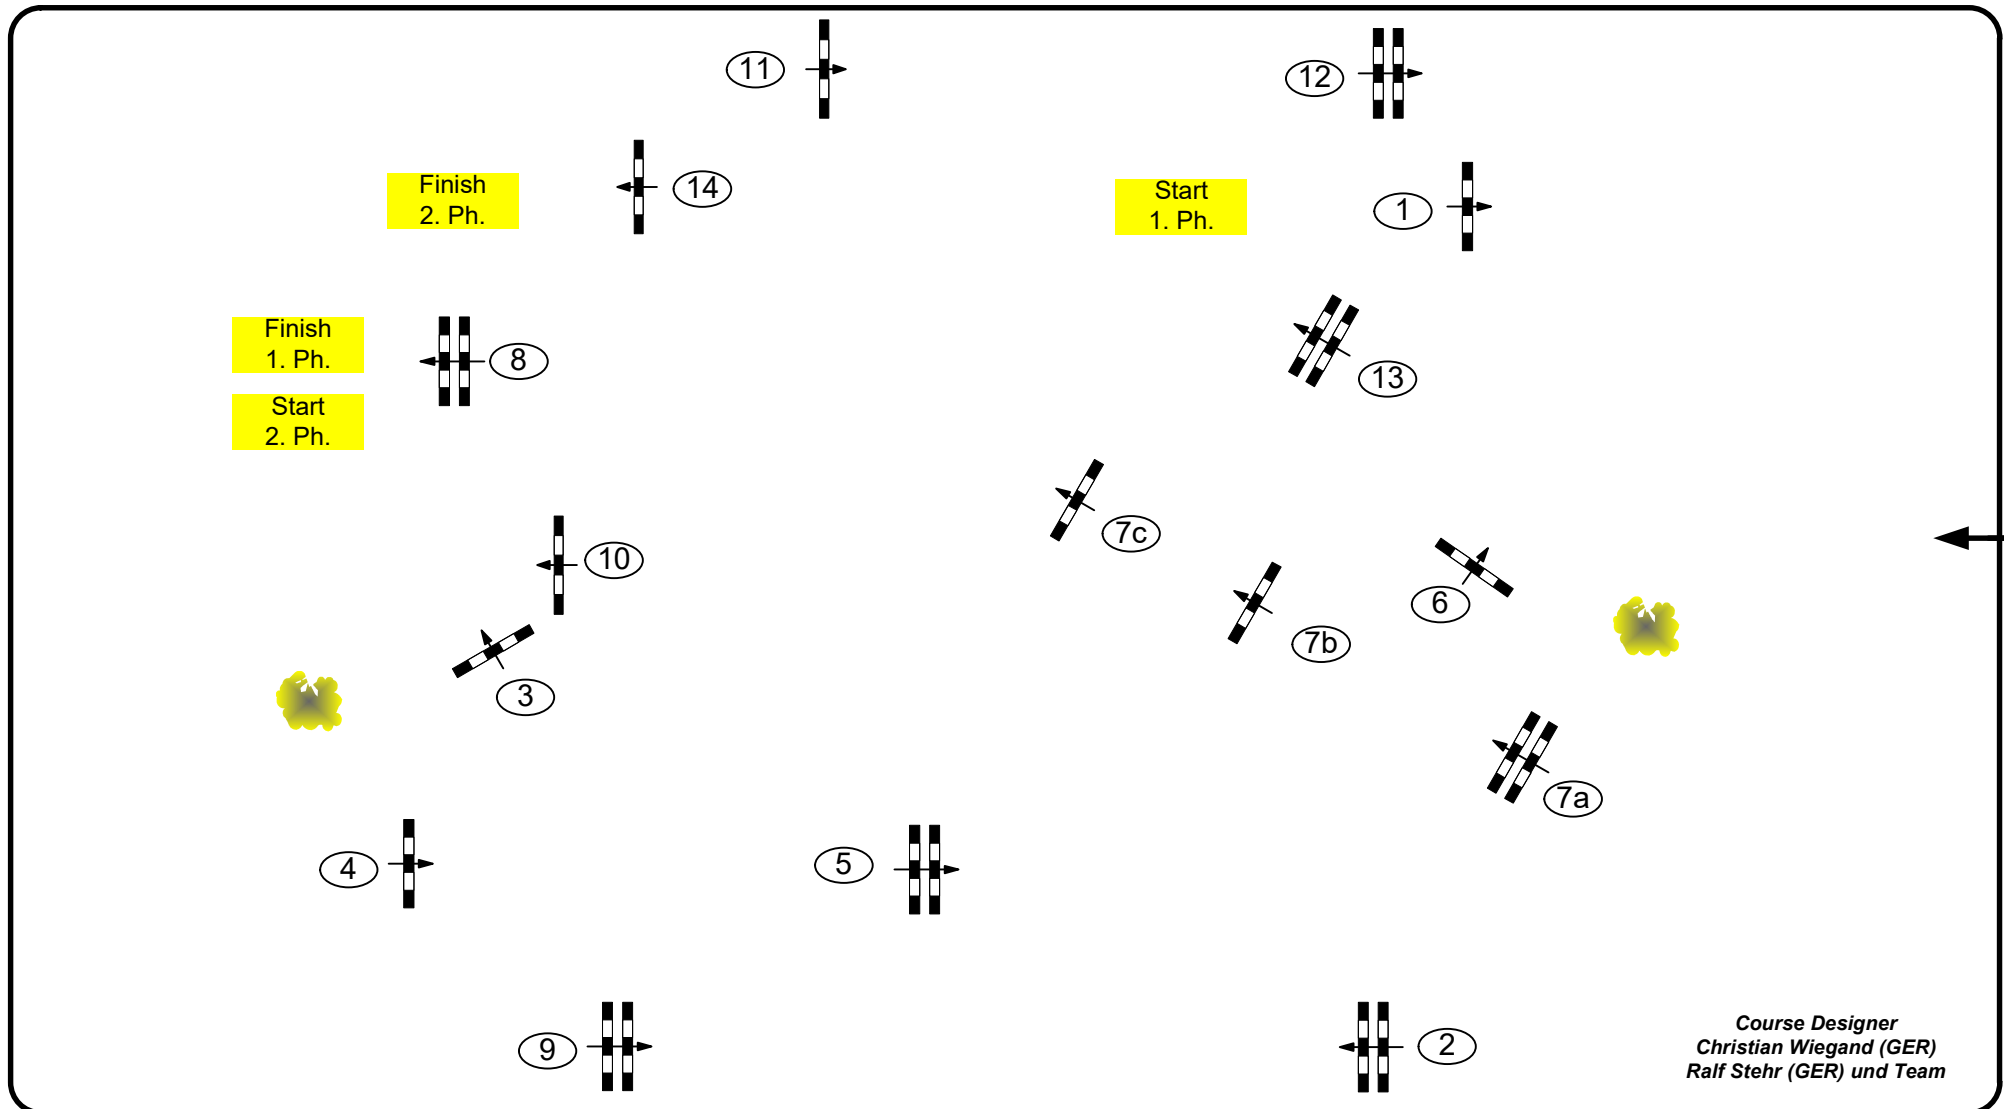 11
12
Finish
2. Ph.
14
Start
1. Ph.
1
Finish
1. Ph.
8
13
Start
2. Ph.
7c
10
6
7b
3
7a
4
5
9
2
Course Designer
Christian Wiegand (GER)
Ralf Stehr (GER) und Team